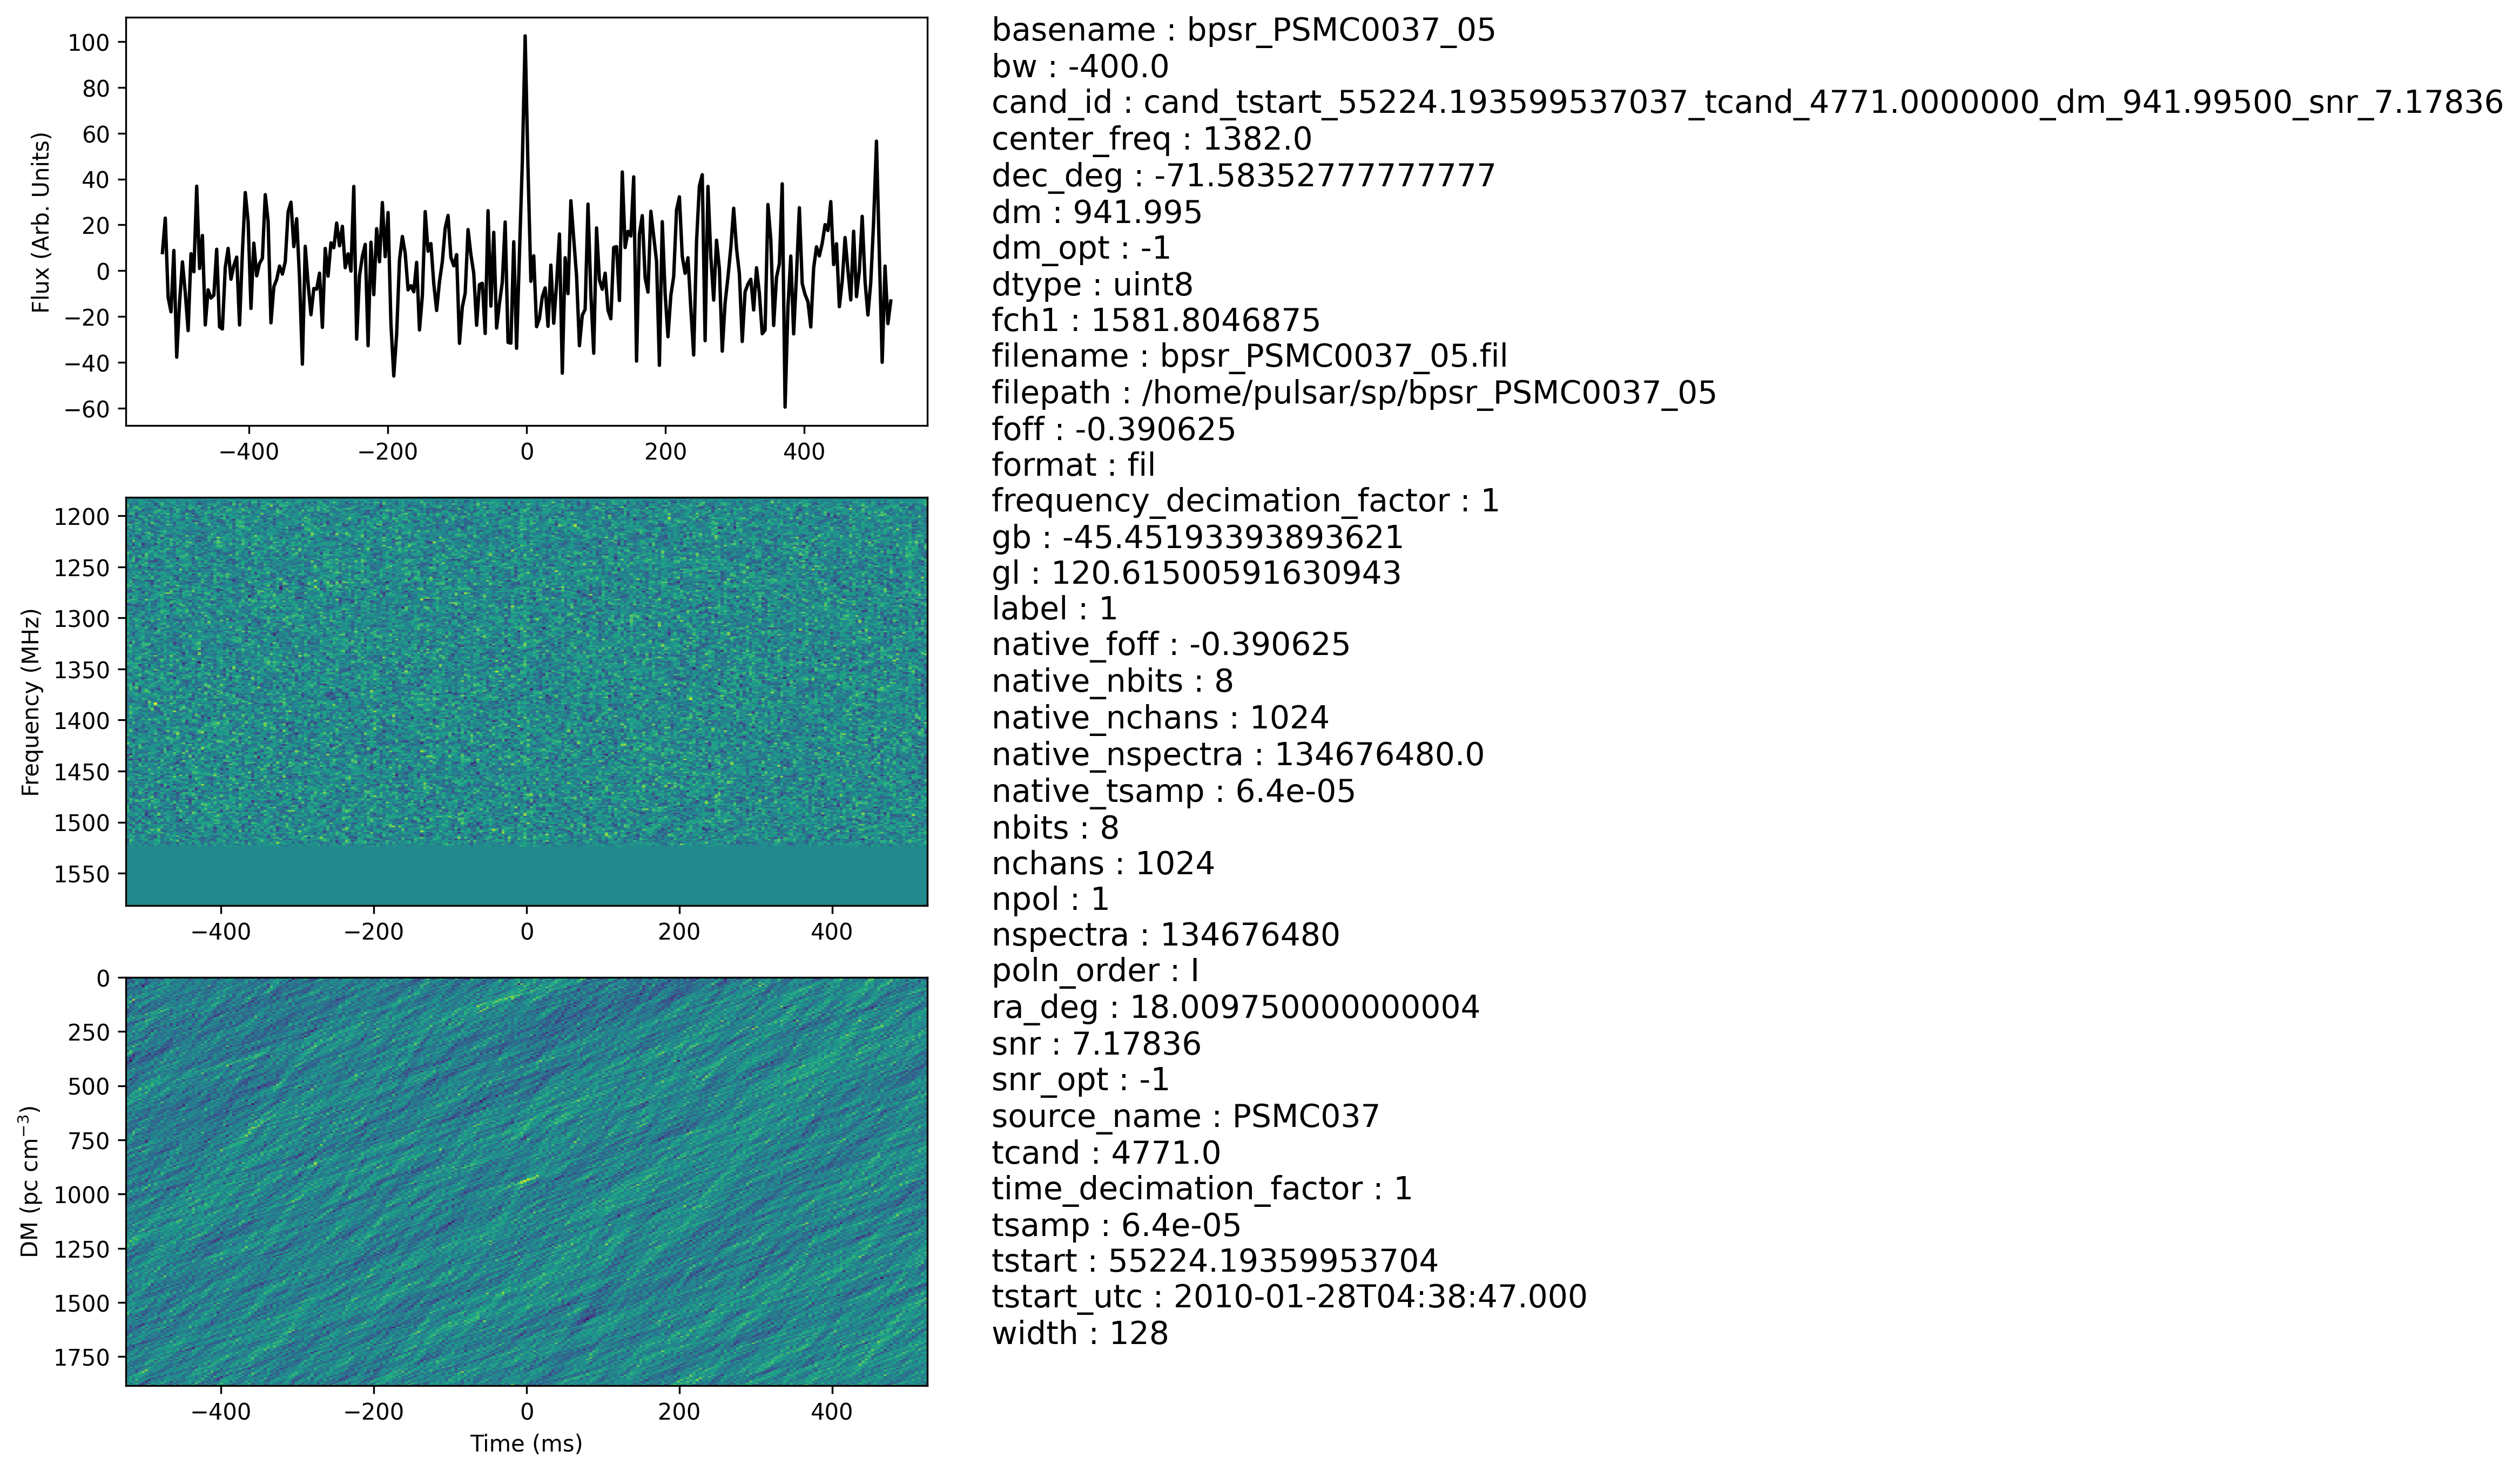 100
80
60
40
20
0
−20
−40
−60
Flux (Arb. Units)
−400
−200
0
200
400
1200
1250
1300
1350
1400
1450
1500
1550
Frequency (MHz)
−400
−200
0
200
400
0
250
500
750
1000
1250
1500
1750
DM (pc cm⁻³)
−400
−200
0
200
400
Time (ms)
basename : bpsr_PSMC0037_05
bw : -400.0
cand_id : cand_tstart_55224.193599537037_tcand_4771.0000000_dm_941.99500_snr_7.17836
center_freq : 1382.0
dec_deg : -71.58352777777777
dm : 941.995
dm_opt : -1
dtype : uint8
fch1 : 1581.8046875
filename : bpsr_PSMC0037_05.fil
filepath : /home/pulsar/sp/bpsr_PSMC0037_05
foff : -0.390625
format : fil
frequency_decimation_factor : 1
gb : -45.45193393893621
gl : 120.61500591630943
label : 1
native_foff : -0.390625
native_nbits : 8
native_nchans : 1024
native_nspectra : 134676480.0
native_tsamp : 6.4e-05
nbits : 8
nchans : 1024
npol : 1
nspectra : 134676480
poln_order : I
ra_deg : 18.009750000000004
snr : 7.17836
snr_opt : -1
source_name : PSMC037
tcand : 4771.0
time_decimation_factor : 1
tsamp : 6.4e-05
tstart : 55224.19359953704
tstart_utc : 2010-01-28T04:38:47.000
width : 128